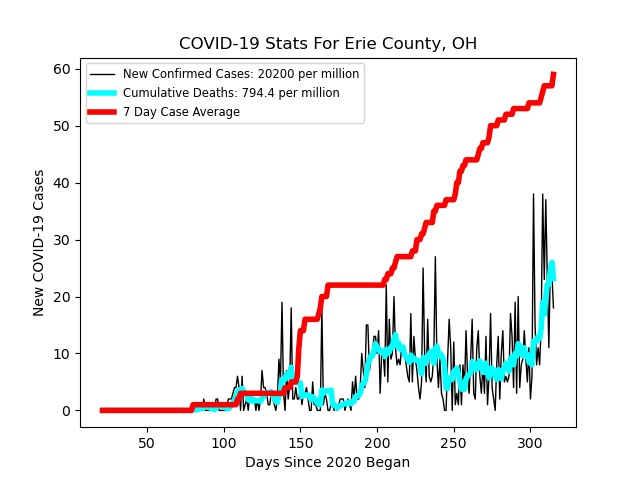 COVID-19 Stats For Erie County, OH
New Confirmed Cases: 20200 per million
Cumulative Deaths: 794.4 per million
7 Day Case Average
New COVID-19 Cases
60
50
40
30
20
10
0
50 100 150 200 250 300
Days Since 2020 Began